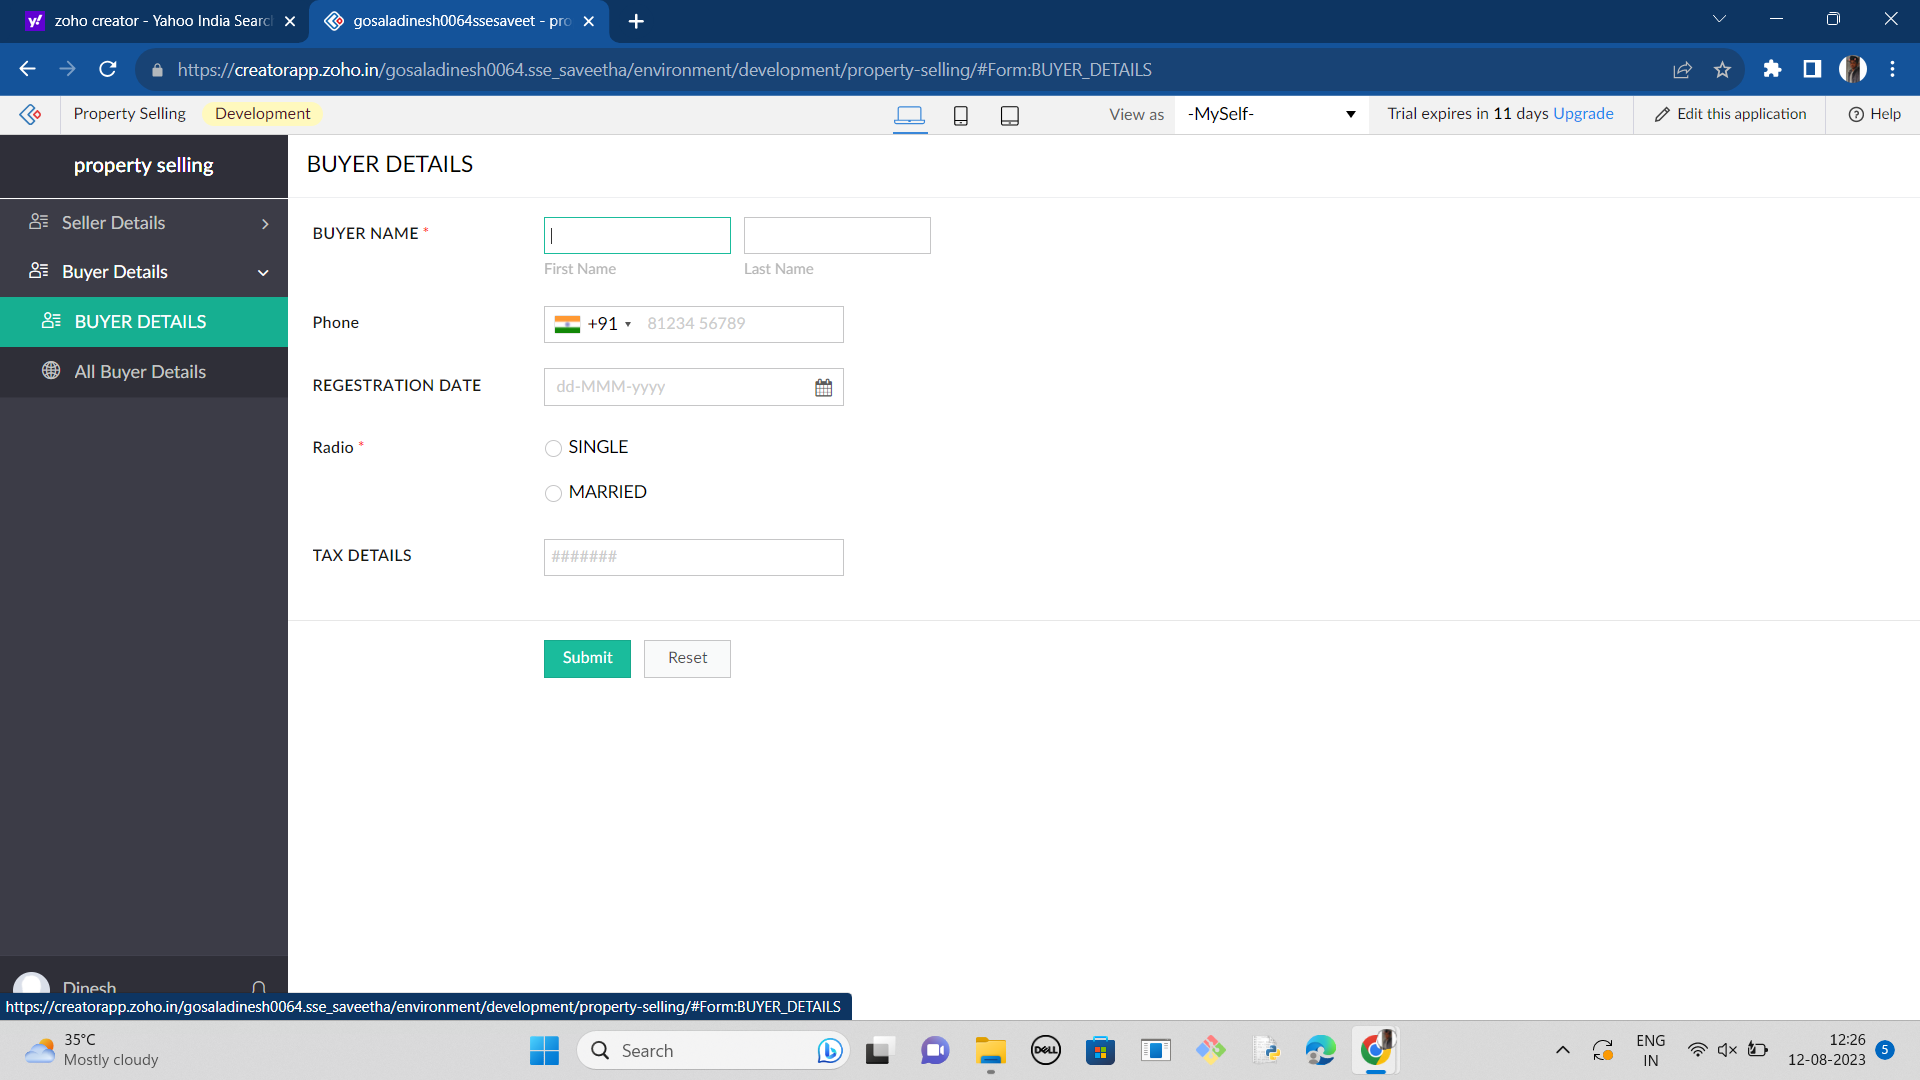 zoho creator - Yahoo India Searc
gosaladinesh0064ssesaveet - pro
https://creatorapp.zoho.in/gosaladinesh0064.sse_saveetha/environment/development/property-selling/#Form:BUYER_DETAILS
Property Selling
Development
View as
-MySelf-
Trial expires in 11 days Upgrade
Edit this application
Help
property selling
Seller Details
Buyer Details
BUYER DETAILS
All Buyer Details
BUYER DETAILS
BUYER NAME *
First Name
Last Name
Phone
+91
81234 56789
REGESTRATION DATE
dd-MMM-yyyy
Radio *
SINGLE
MARRIED
TAX DETAILS
#######
Submit
Reset
Dinesh
https://creatorapp.zoho.in/gosaladinesh0064.sse_saveetha/environment/development/property-selling/#Form:BUYER_DETAILS
35°C
Mostly cloudy
Search
DELL
ENG
IN
12:26
12-08-2023
5